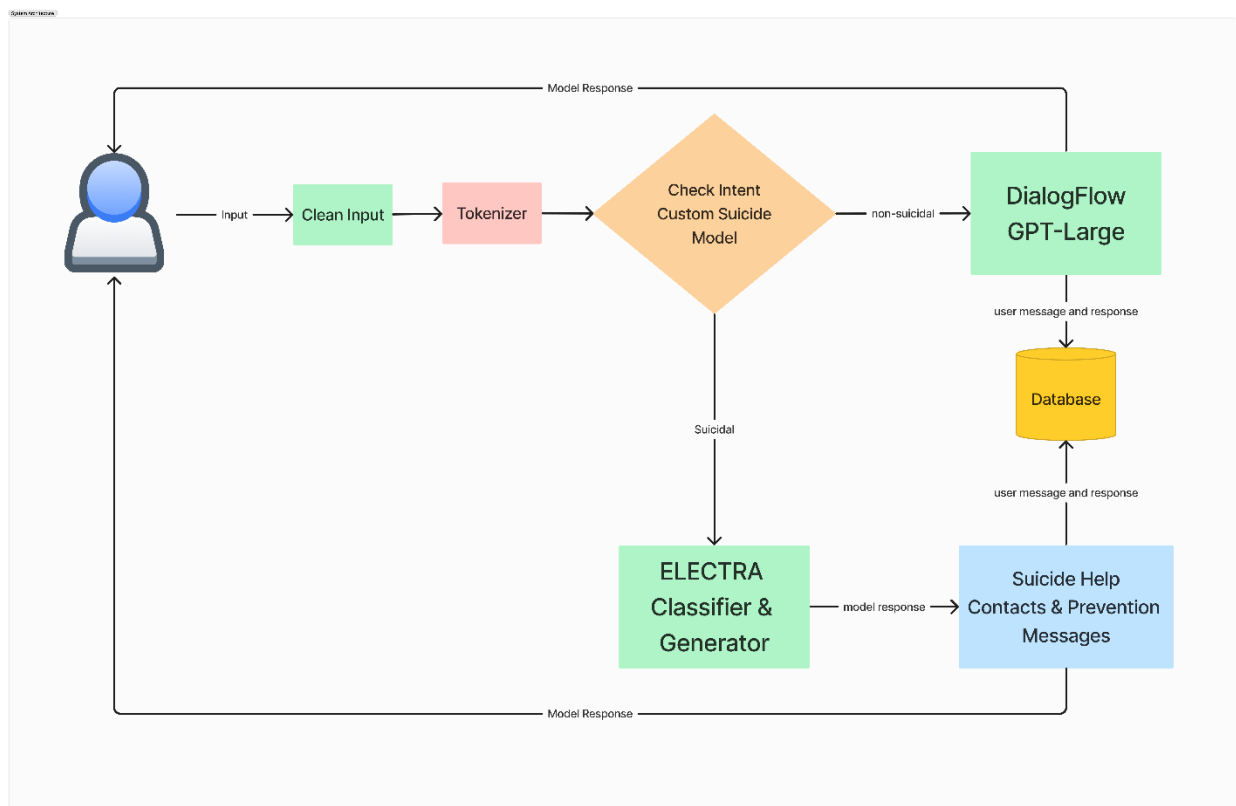 System Architecture
Model Response
Input
Clean Input
Tokenizer
Check Intent
Custom Suicide
Model
non-suicidal
DialogFlow
GPT-Large
user message and response
Database
Suicidal
user message and response
ELECTRA
Classifier &
Generator
model response
Suicide Help
Contacts & Prevention
Messages
Model Response